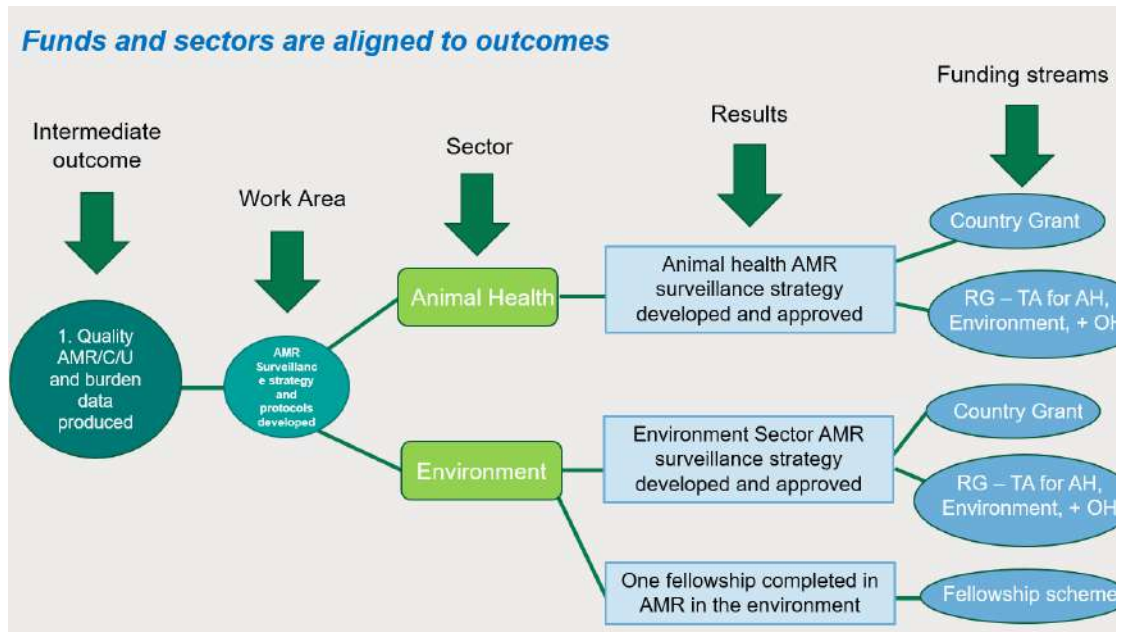 Funds and sectors are aligned to outcomes
Funding streams
Intermediate
outcome
Results
Sector
Work Area
Country Grant
Animal Health
Animal health AMR
surveillance strategy
developed and approved
RG – TA for AH,
Environment, + OH
1. Quality
AMR/C/U
and burden
data
produced
AMR
Surveillanc
e strategy
and
protocols
developed
Country Grant
Environment
Environment Sector AMR
surveillance strategy
developed and approved
RG – TA for AH,
Environment, + OH
One fellowship completed in
AMR in the environment
Fellowship scheme